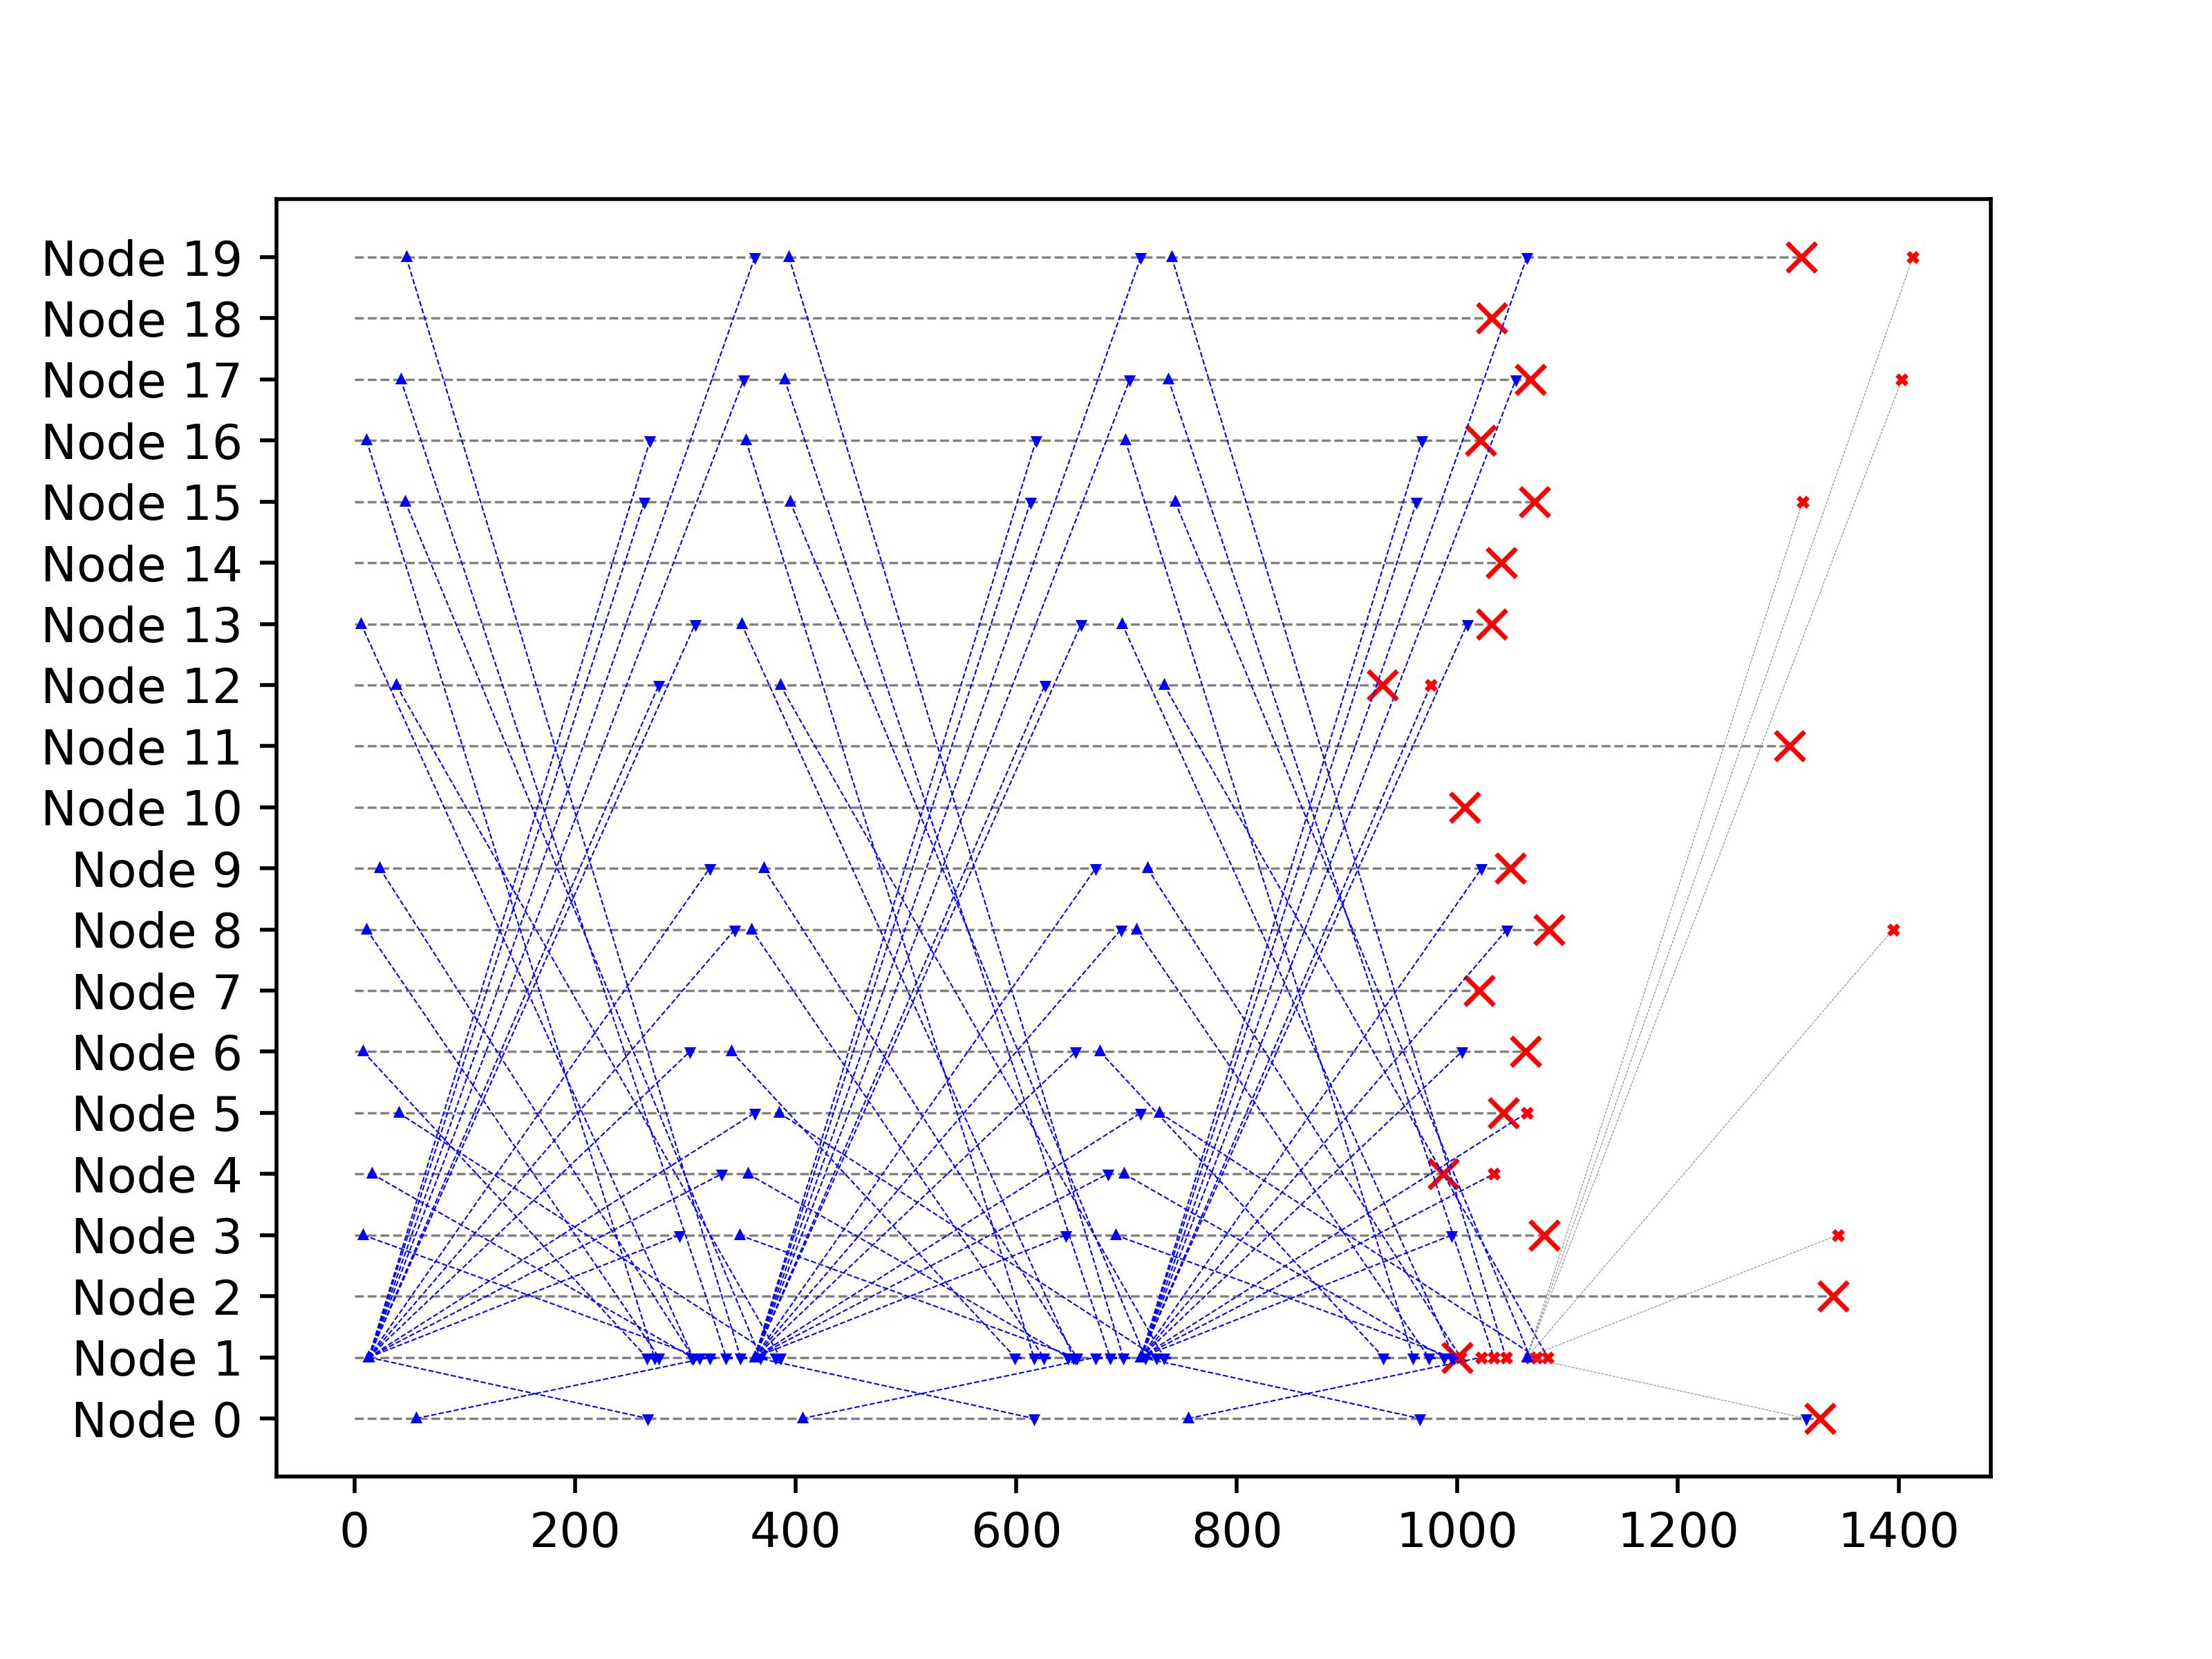 Node 19
Node 18
Node 17
Node 16
Node 15
Node 14
Node 13
Node 12
Node 11
Node 10
Node 9
Node 8
Node 7
Node 6
Node 5
Node 4
Node 3
Node 2
Node 1
Node 0
0 200 400 600 800 1000 1200 1400